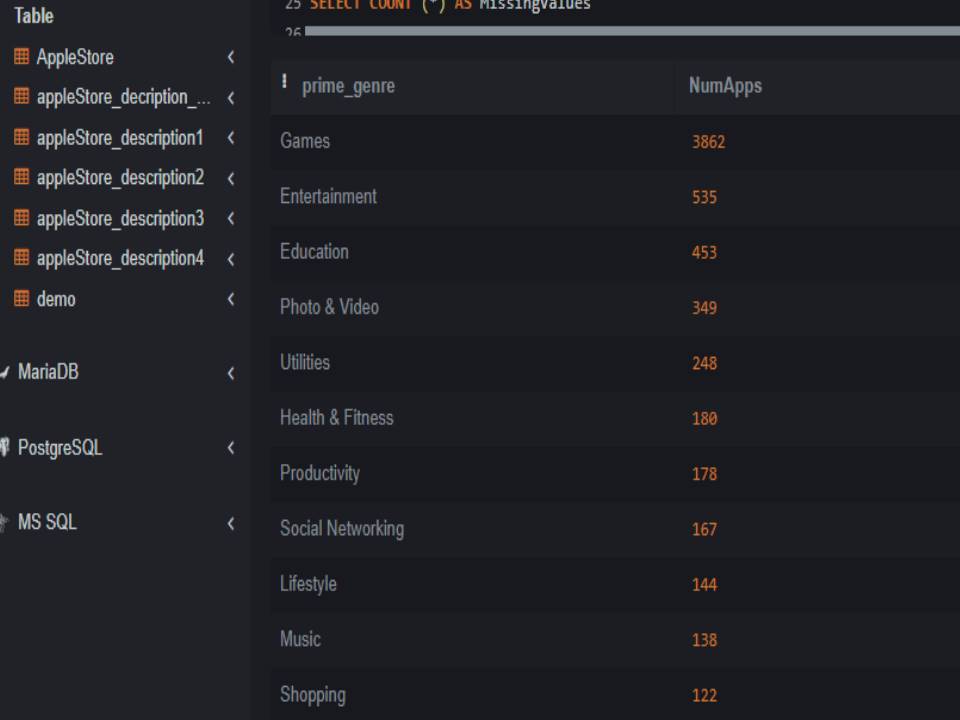 Table
AppleStore
appleStore_decription_...
appleStore_description1
appleStore_description2
appleStore_description3
appleStore_description4
demo
MariaDB
PostgreSQL
MS SQL
25 SELECT COUNT (*) AS MissingValues
26
prime_genre NumApps
Games 3862
Entertainment 535
Education 453
Photo & Video 349
Utilities 248
Health & Fitness 180
Productivity 178
Social Networking 167
Lifestyle 144
Music 138
Shopping 122